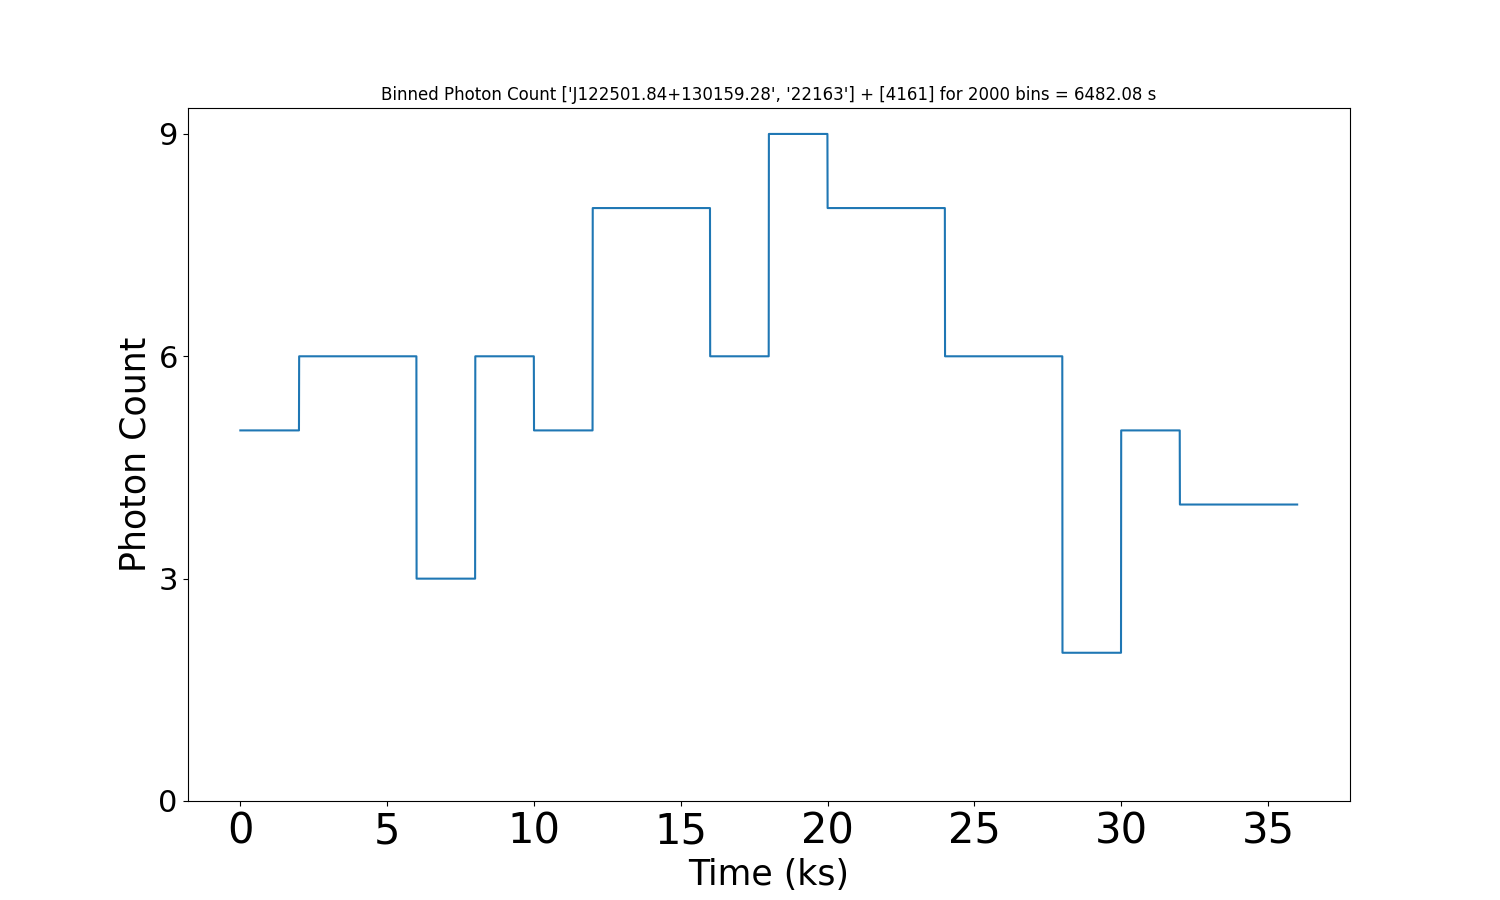 Binned Photon Count ['J122501.84+130159.28', '22163'] + [4161] for 2000 bins = 6482.08 s
9
6
3
0
Photon Count
0 5 10 15 20 25 30 35
Time (ks)